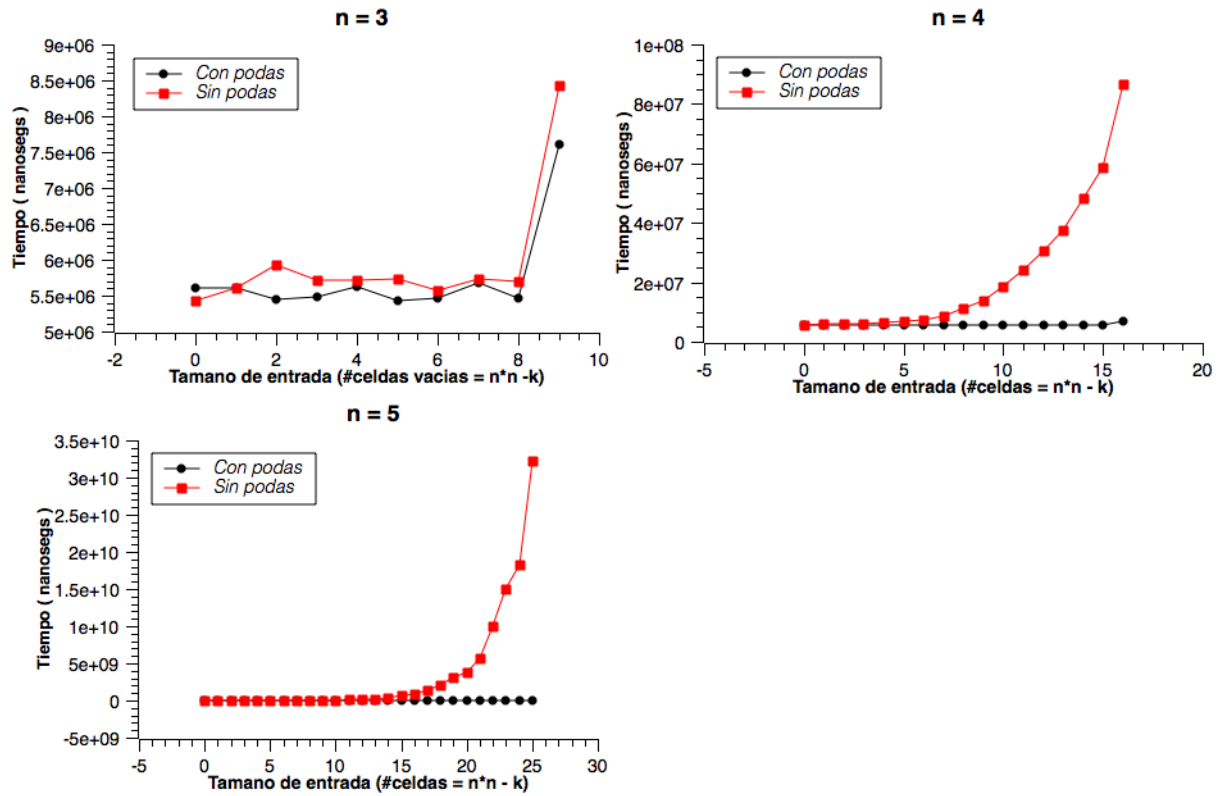 n = 3
9e+06
8.5e+06
8e+06
7.5e+06
7e+06
6.5e+06
6e+06
5.5e+06
5e+06
Tiempo ( nanosegs )
Con podas
Sin podas
-2 0 2 4 6 8 10
Tamano de entrada (#celdas vacias = n*n -k)
n = 4
1e+08
8e+07
6e+07
4e+07
2e+07
0
Tiempo ( nanosegs )
Con podas
Sin podas
-5 0 5 10 15 20
Tamano de entrada (#celdas = n*n - k)
n = 5
3.5e+10
3e+10
2.5e+10
2e+10
1.5e+10
1e+10
5e+09
0
-5e+09
Tiempo ( nanosegs )
Con podas
Sin podas
-5 0 5 10 15 20 25 30
Tamano de entrada (#celdas = n*n - k)